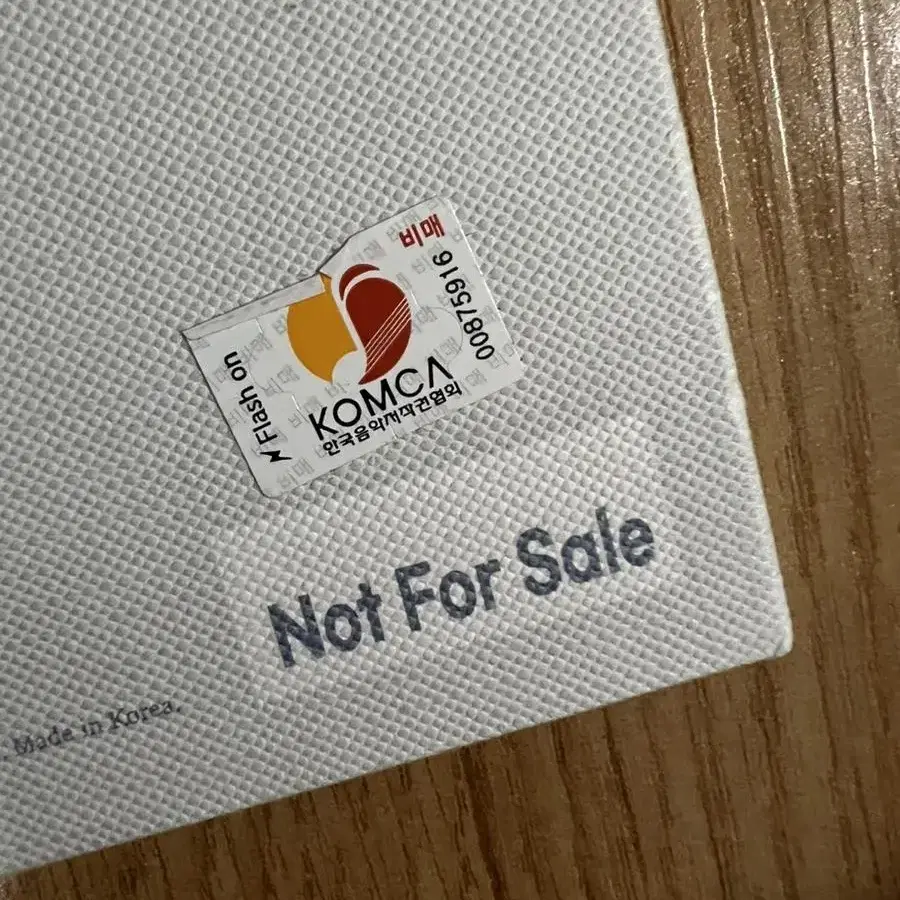 비매
00875916
Flash on
KOMCA
한국음악저작권협회
Not For Sale
. Made in Korea.